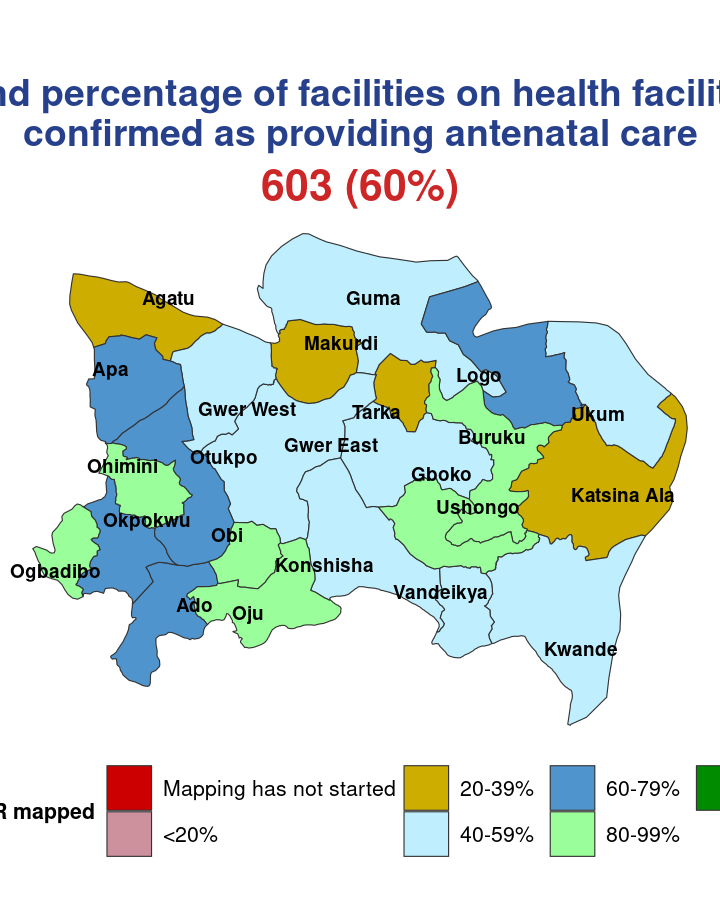 nd percentage of facilities on health facilit
confirmed as providing antenatal care
603 (60%)
Agatu
Guma
Makurdi
Apa
Logo
Gwer West
Tarka
Ukum
Buruku
Gwer East
Otukpo
Ohimini
Gboko
Katsina Ala
Ushongo
Okpokwu
Obi
Konshisha
Ogbadibo
Vandeikya
Ado
Oju
Kwande
R mapped
Mapping has not started
20-39%
60-79%
<20%
40-59%
80-99%